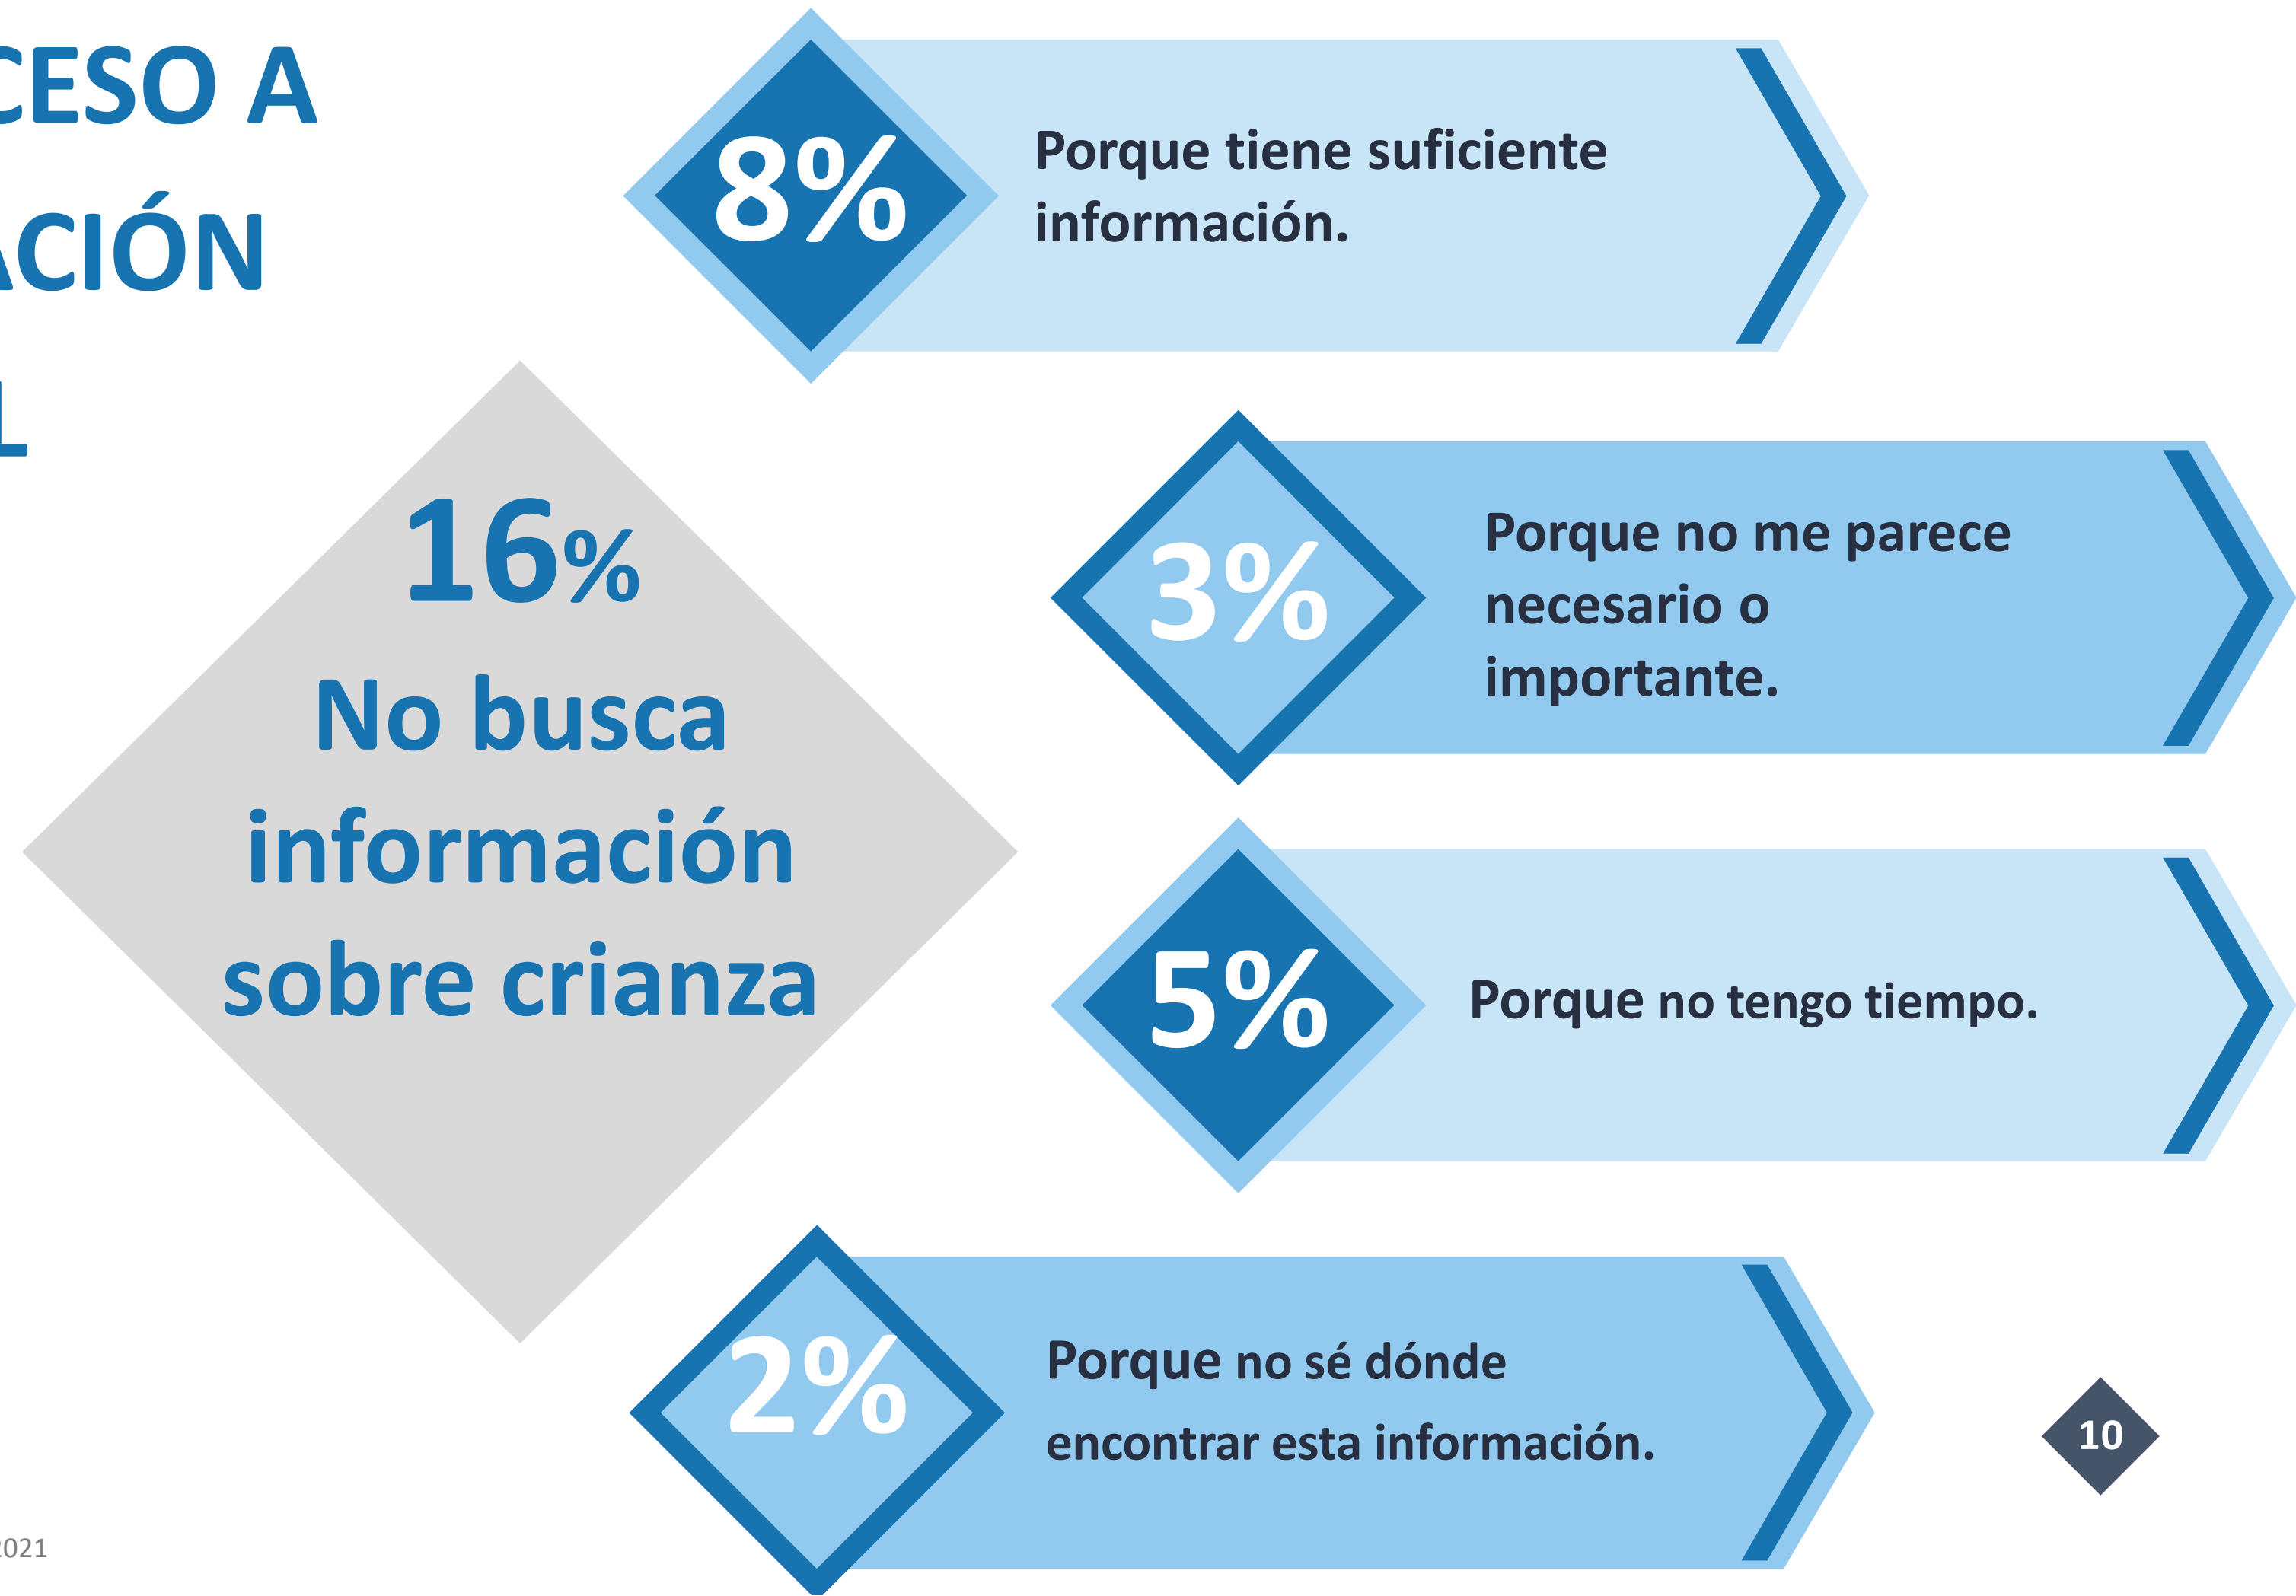 CESO A
ACIÓN
L
16%
No busca
información
sobre crianza
8%
Porque tiene suficiente
información.
3%
Porque no me parece
necesario o
importante.
5%
Porque no tengo tiempo.
2%
Porque no sé dónde
encontrar esta información.
10
2021